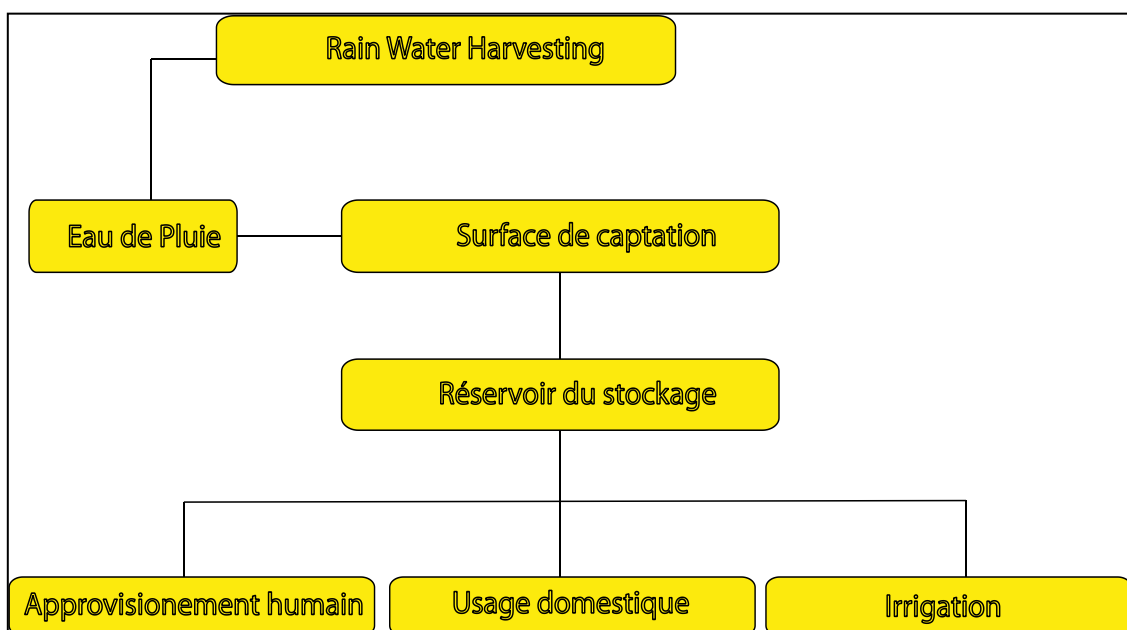 Rain Water Harvesting
Eau de Pluie
Surface de captation
Réservoir du stockage
Approvisionement humain
Usage domestique
Irrigation